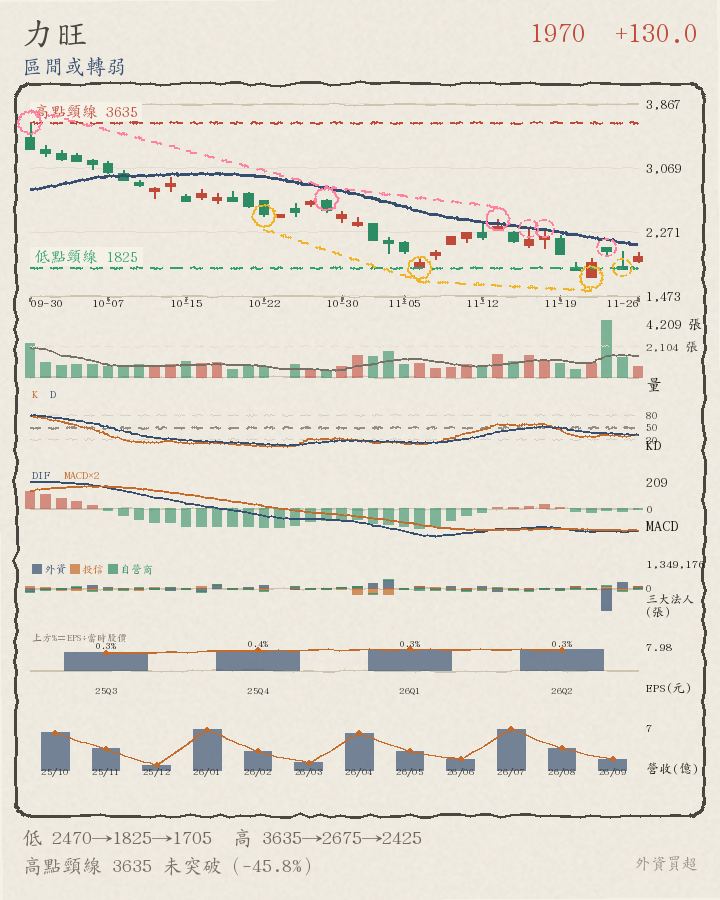 力旺
1970 +130.0
區間或轉弱
高點頸線 3635
3,867
3,069
2,271
低點頸線 1825
1,473
09-30 10-07 10-15 10-22 10-30 11-05 11-12 11-19 11-26
4,209 張
2,104 張
量
K D
80
50
20
KD
DIF MACD×2
209
0
MACD
外資 投信 自營商
1,349,176
0
三大法人
(張)
上方%=EPS÷當時股價
0.3% 0.4% 0.3% 0.3%
7.98
25Q3 25Q4 26Q1 26Q2
EPS(元)
7
25/10 25/11 25/12 26/01 26/02 26/03 26/04 26/05 26/06 26/07 26/08 26/09
營收(億)
低 2470→1825→1705 高 3635→2675→2425
高點頸線 3635 未突破 (-45.8%)
外資買超